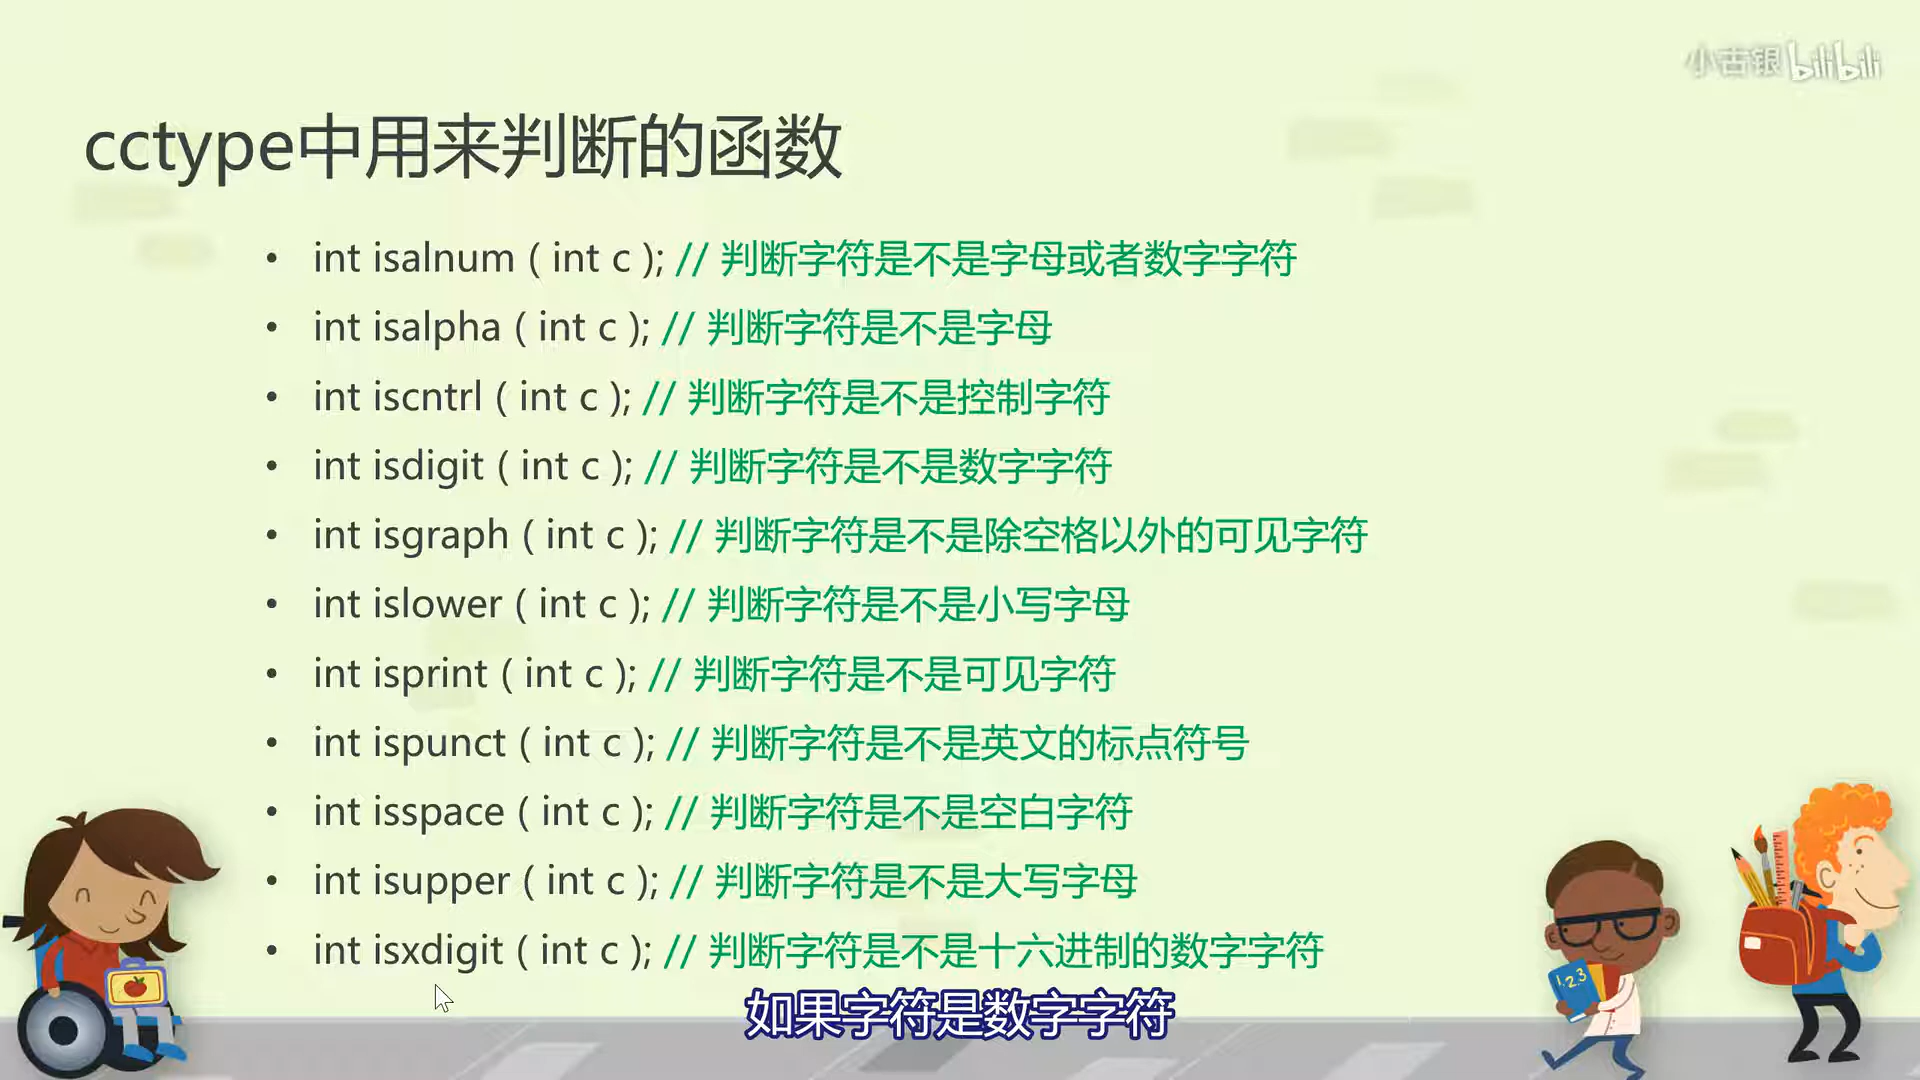 小古银 bilibili
cctype中用来判断的函数
• int isalnum ( int c ); // 判断字符是不是字母或者数字字符
• int isalpha ( int c ); // 判断字符是不是字母
• int iscntrl ( int c ); // 判断字符是不是控制字符
• int isdigit ( int c ); // 判断字符是不是数字字符
• int isgraph ( int c ); // 判断字符是不是除空格以外的可见字符
• int islower ( int c ); // 判断字符是不是小写字母
• int isprint ( int c ); // 判断字符是不是可见字符
• int ispunct ( int c ); // 判断字符是不是英文的标点符号
• int isspace ( int c ); // 判断字符是不是空白字符
• int isupper ( int c ); // 判断字符是不是大写字母
• int isxdigit ( int c ); // 判断字符是不是十六进制的数字字符
1.2.3
如果字符是数字字符